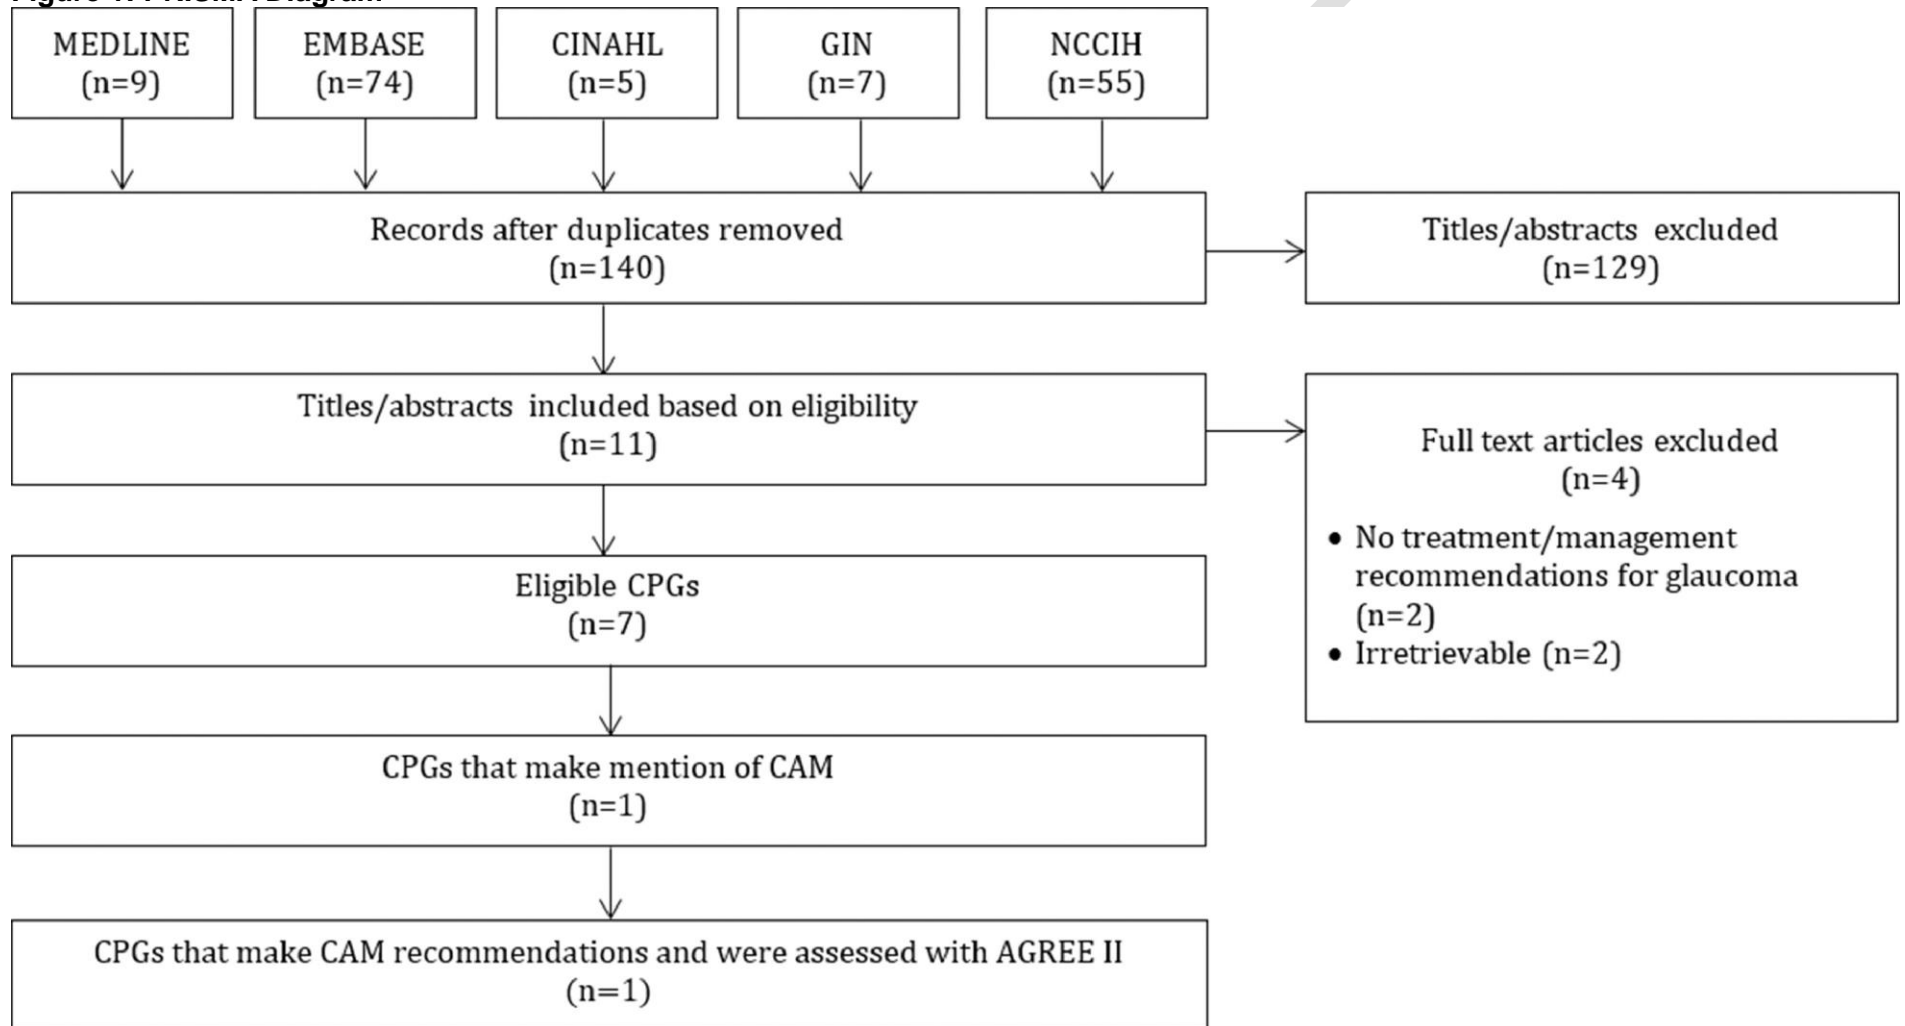 MEDLINE
(n=9)
EMBASE
(n=74)
CINAHL
(n=5)
GIN
(n=7)
NCCIH
(n=55)
Records after duplicates removed
(n=140)
Titles/abstracts excluded
(n=129)
Titles/abstracts included based on eligibility
(n=11)
Full text articles excluded
(n=4)
• No treatment/management
recommendations for glaucoma
(n=2)
• Irretrievable (n=2)
Eligible CPGs
(n=7)
CPGs that make mention of CAM
(n=1)
CPGs that make CAM recommendations and were assessed with AGREE II
(n=1)